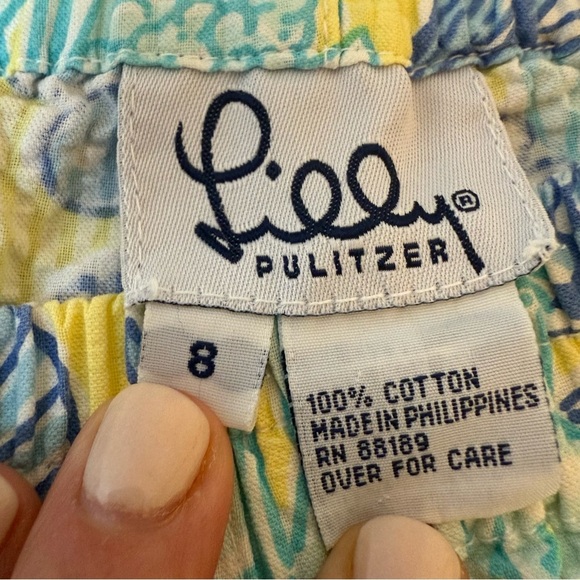 Lilly®
PULITZER
8
100% COTTON
MADE IN PHILIPPINES
RN 88189
OVER FOR CARE